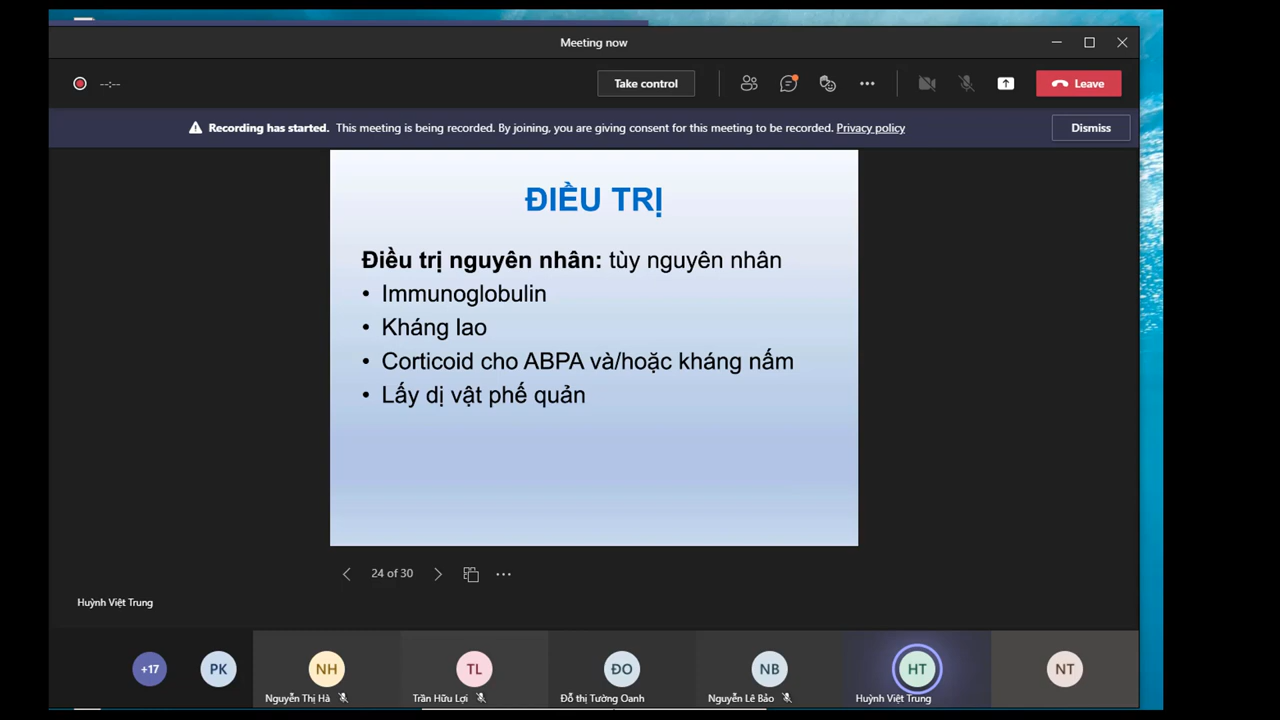 Meeting now
--:--
Take control
Leave
Recording has started. This meeting is being recorded. By joining, you are giving consent for this meeting to be recorded. Privacy policy
Dismiss
ĐIỀU TRỊ
Điều trị nguyên nhân: tùy nguyên nhân
• Immunoglobulin
• Kháng lao
• Corticoid cho ABPA và/hoặc kháng nấm
• Lấy dị vật phế quản
24 of 30
Huỳnh Việt Trung
+17
PK
NH
TL
ĐO
NB
HT
NT
Nguyễn Thị Hà
Trần Hữu Lợi
Đỗ thị Tường Oanh
Nguyễn Lê Bảo
Huỳnh Việt Trung